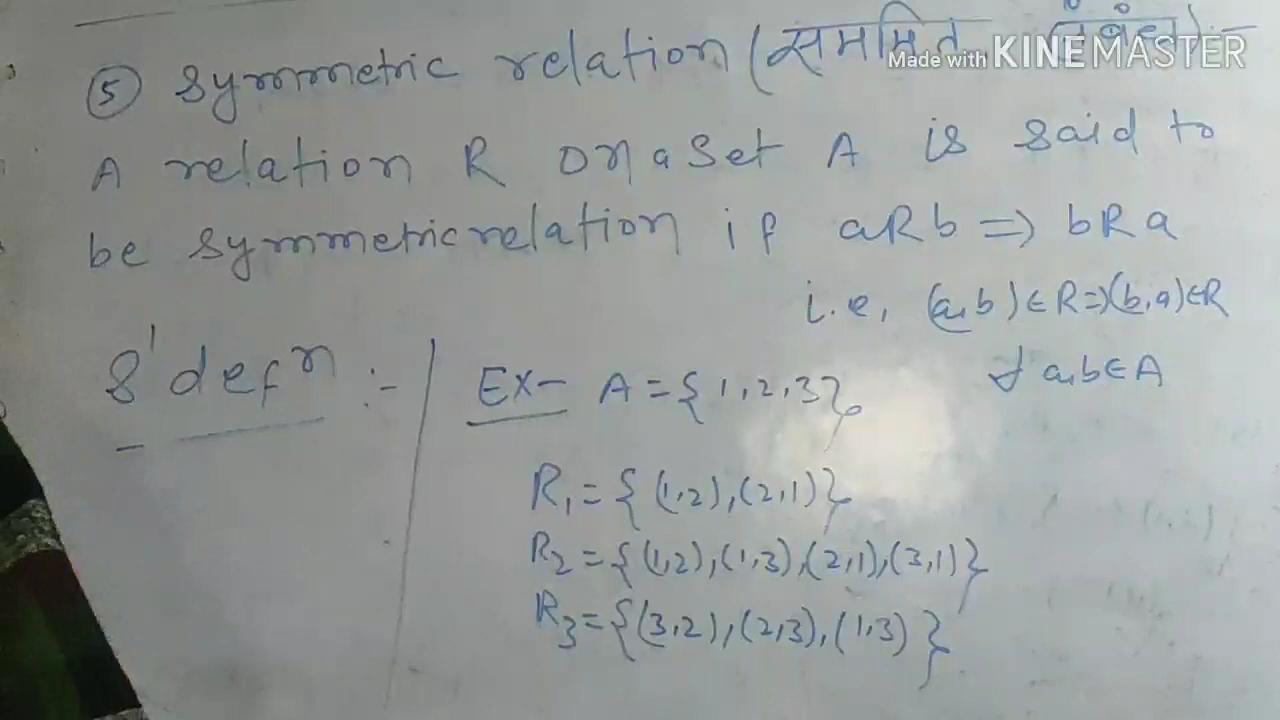 ⑤ Symmetric relation (सममित संबंध) :-
Made with KINEMASTER
A relation R on a Set A is said to
be symmetric relation if aRb => bRa
i.e, (a,b) ∈ R => (b,a) ∈ R
∀ a,b ∈ A
S' defn :-
Ex- A = {1,2,3}
R₁ = {(1,2),(2,1)}
R₂ = {(1,2),(1,3),(2,1),(3,1)}
R₃ = {(3,2),(2,3),(1,3)}